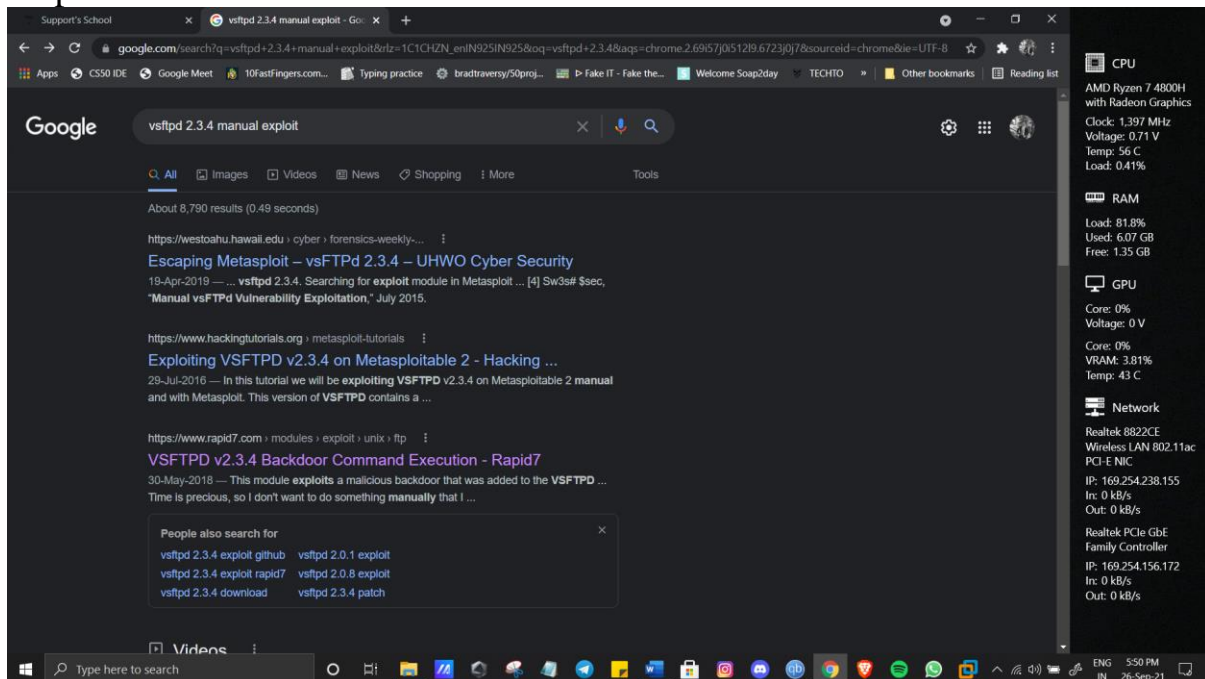 Support's School
vsftpd 2.3.4 manual exploit - Goo
google.com/search?q=vsftpd+2.3.4+manual+exploit&rlz=1C1CHZN_enIN925IN925&oq=vsftpd+2.3.4&aqs=chrome.2.69i57j0i512l9.6723j0j7&sourceid=chrome&ie=UTF-8
Apps CS50 IDE Google Meet 10FastFingers.com... Typing practice bradtraversy/50proj... Fake IT - Fake the... Welcome Soap2day TECHTO » Other bookmarks Reading list
Google
vsftpd 2.3.4 manual exploit
All Images Videos News Shopping More Tools
About 8,790 results (0.49 seconds)
https://westoahu.hawaii.edu › cyber › forensics-weekly-...
Escaping Metasploit – vsFTPd 2.3.4 – UHWO Cyber Security
19-Apr-2019 — ... vsftpd 2.3.4. Searching for exploit module in Metasploit ... [4] Sw3s# $sec,
"Manual vsFTPd Vulnerability Exploitation," July 2015.
https://www.hackingtutorials.org › metasploit-tutorials
Exploiting VSFTPD v2.3.4 on Metasploitable 2 - Hacking ...
29-Jul-2016 — In this tutorial we will be exploiting VSFTPD v2.3.4 on Metasploitable 2 manual
and with Metasploit. This version of VSFTPD contains a ...
https://www.rapid7.com › modules › exploit › unix › ftp
VSFTPD v2.3.4 Backdoor Command Execution - Rapid7
30-May-2018 — This module exploits a malicious backdoor that was added to the VSFTPD ...
Time is precious, so I don't want to do something manually that I ...
People also search for
vsftpd 2.3.4 exploit github vsftpd 2.0.1 exploit
vsftpd 2.3.4 exploit rapid7 vsftpd 2.0.8 exploit
vsftpd 2.3.4 download vsftpd 2.3.4 patch
Videos
CPU
AMD Ryzen 7 4800H
with Radeon Graphics
Clock: 1,397 MHz
Voltage: 0.71 V
Temp: 56 C
Load: 0.41%
RAM
Load: 81.8%
Used: 6.07 GB
Free: 1.35 GB
GPU
Core: 0%
Voltage: 0 V
Core: 0%
VRAM: 3.81%
Temp: 43 C
Network
Realtek 8822CE
Wireless LAN 802.11ac
PCI-E NIC
IP: 169.254.238.155
In: 0 kB/s
Out: 0 kB/s
Realtek PCIe GbE
Family Controller
IP: 169.254.156.172
In: 0 kB/s
Out: 0 kB/s
Type here to search
ENG 5:50 PM
IN 26-Sep-21